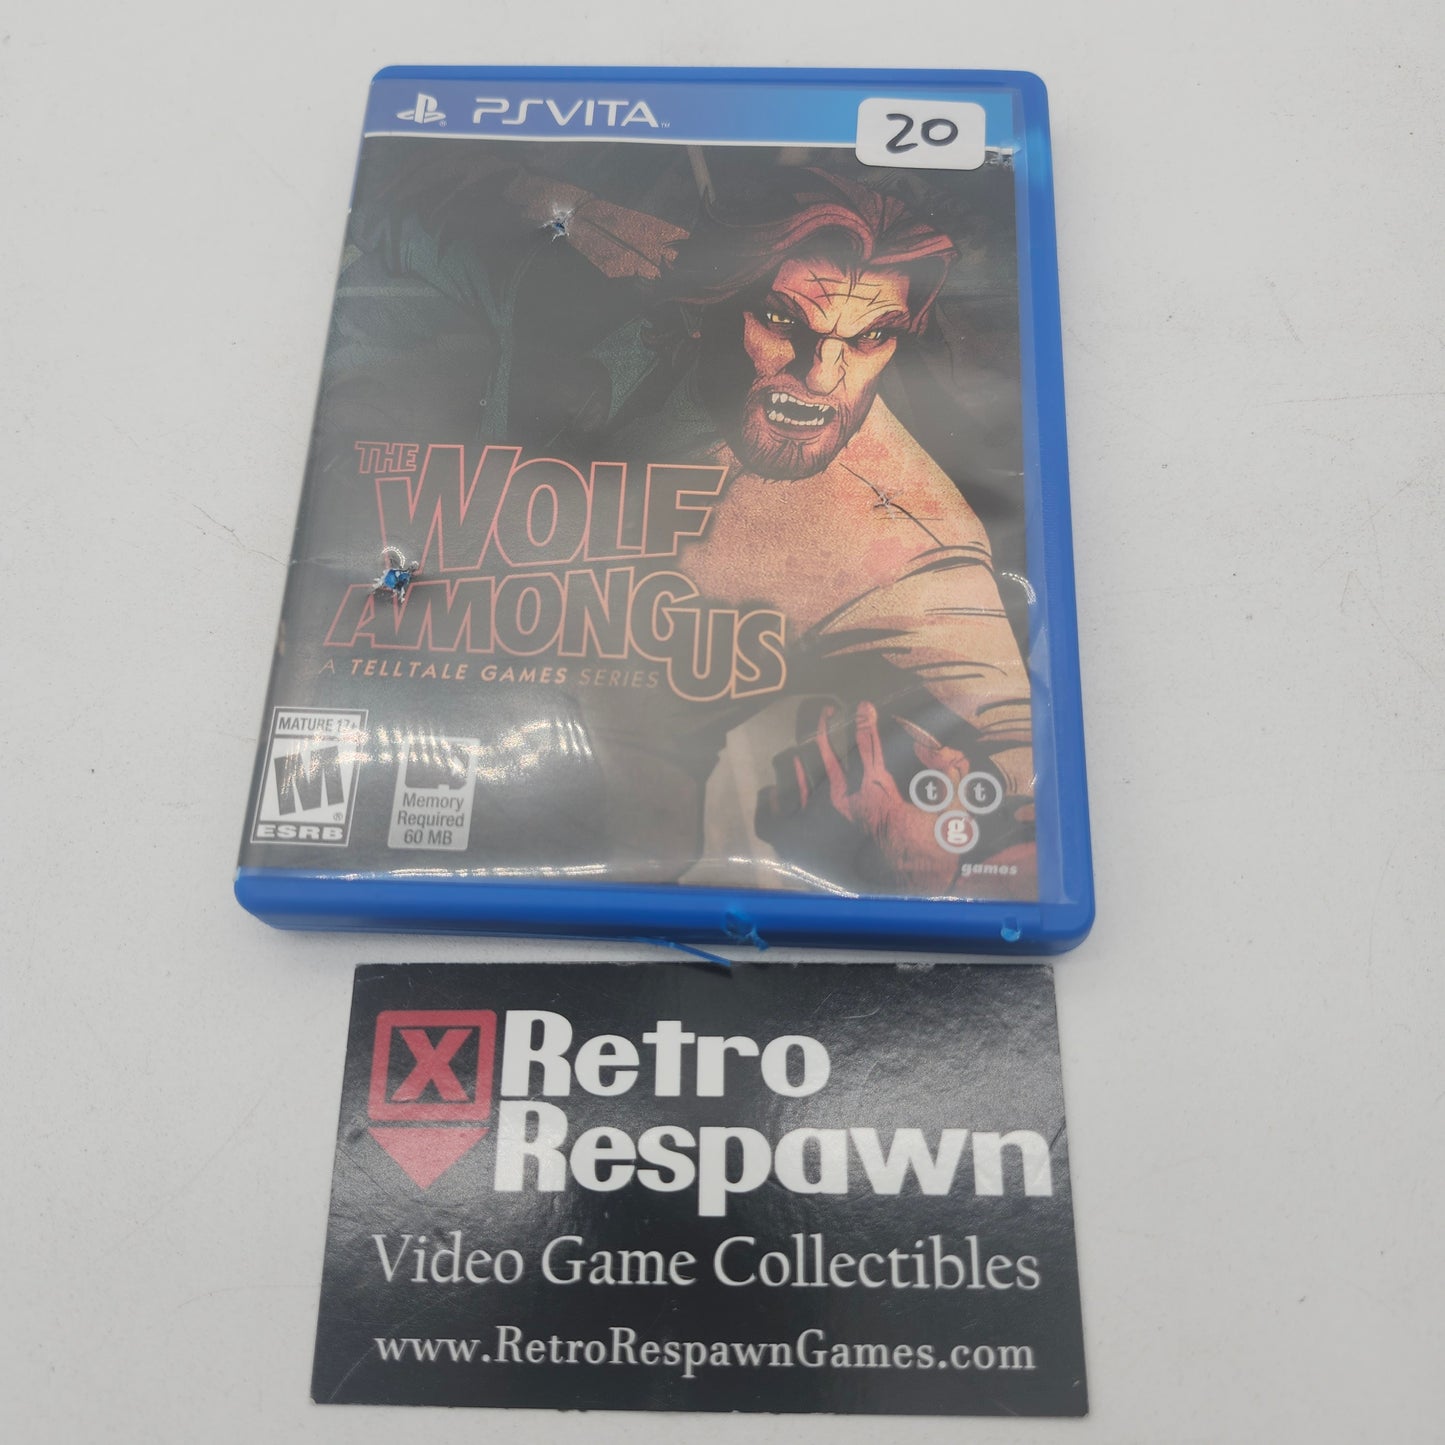 PSVITA™
20
THE
WOLF
AMONG US
A TELLTALE GAMES SERIES
MATURE 17+
M®
ESRB
Memory
Required
60 MB
t t
g
games
X Retro
Respawn
Video Game Collectibles
www.RetroRespawnGames.com